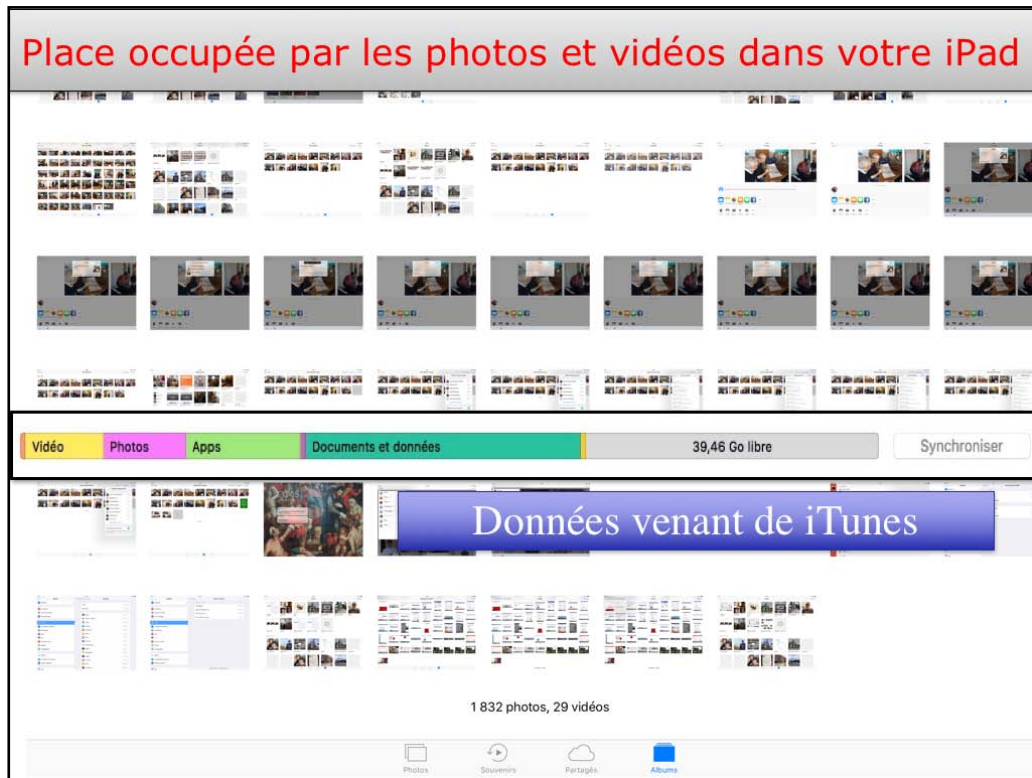 Place occupée par les photos et vidéos dans votre iPad
Vidéo Photos Apps Documents et données 39,46 Go libre Synchroniser
Données venant de iTunes
1 832 photos, 29 vidéos
Photos Souvenirs Partagés Albums